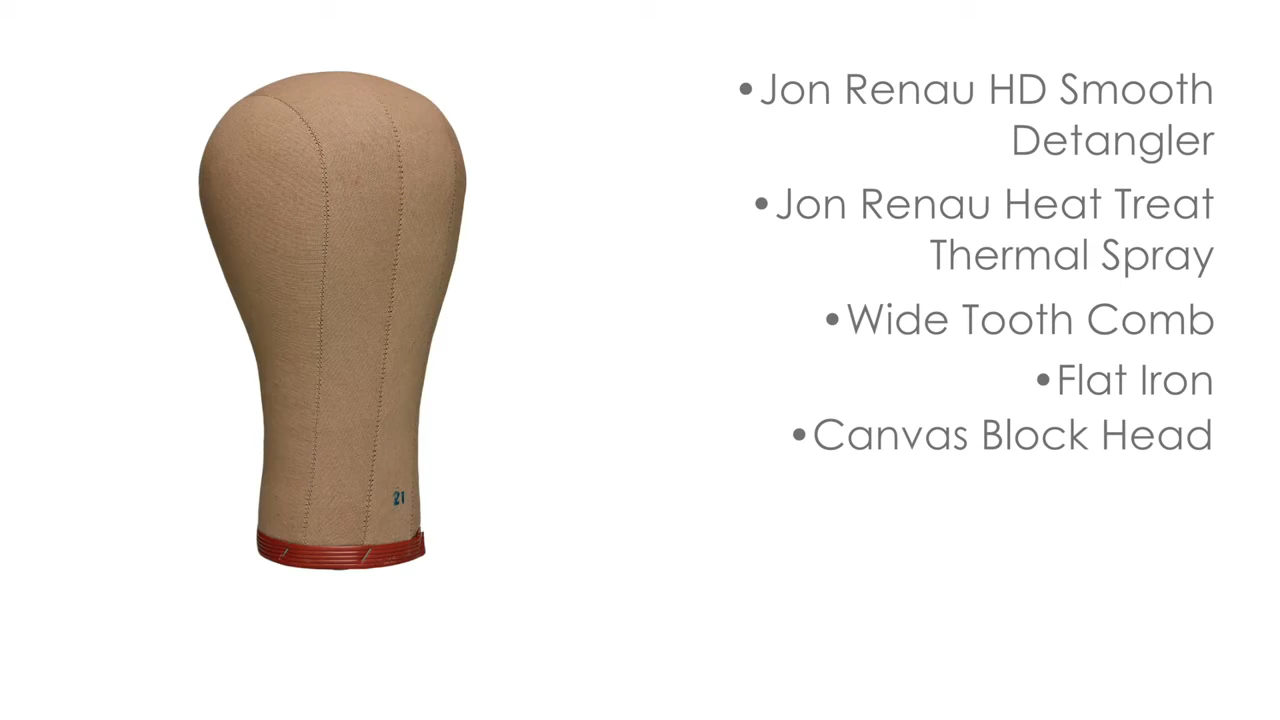 •Jon Renau HD Smooth
Detangler
•Jon Renau Heat Treat
Thermal Spray
•Wide Tooth Comb
•Flat Iron
•Canvas Block Head
21